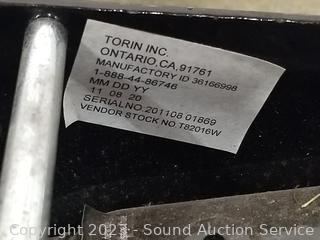 TORIN INC.
ONTARIO, CA, 91761
MANUFACTORY ID 36166998
1-888-44-86746
MM DD YY
11 08 20
SERIALNO. 201108 01869
VENDOR STOCK NO T82016W
Copyright 2021 - Sound Auction Service